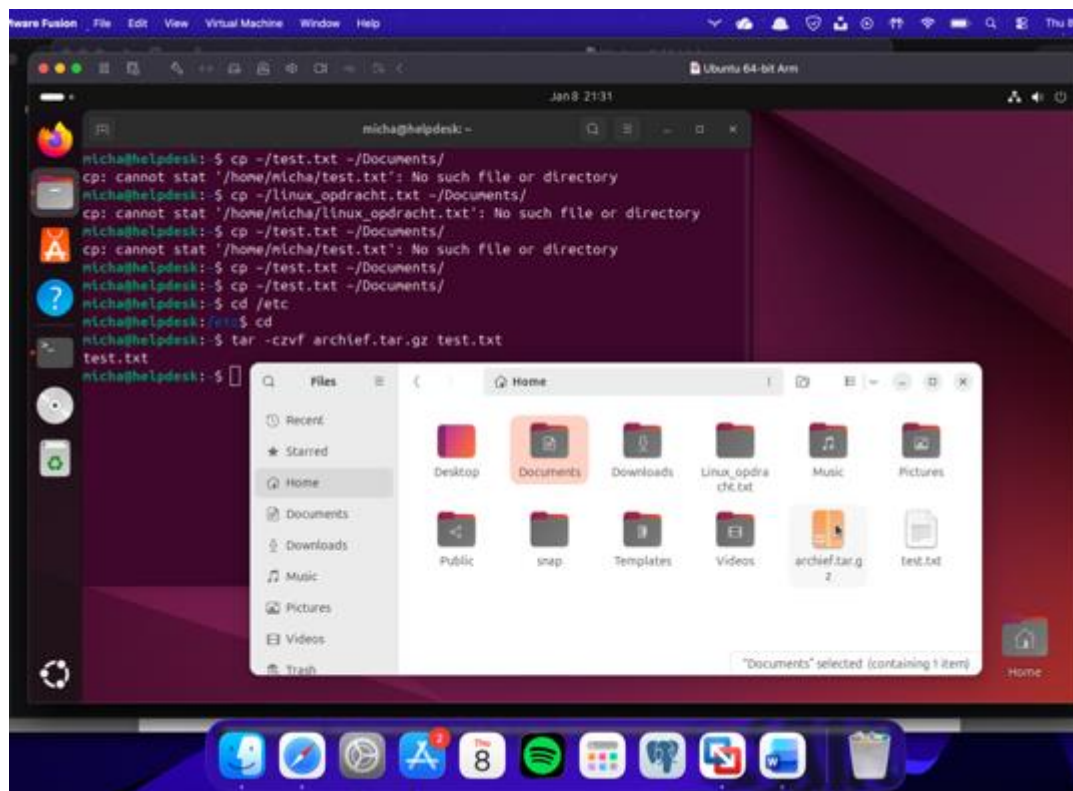 ware Fusion File Edit View Virtual Machine Window Help
Thu 8
Ubuntu 64-bit Arm
Jan 8 21:31
micha@helpdesk: ~
micha@helpdesk:~$ cp ~/test.txt ~/Documents/
cp: cannot stat '/home/micha/test.txt': No such file or directory
micha@helpdesk:~$ cp ~/linux_opdracht.txt ~/Documents/
cp: cannot stat '/home/micha/linux_opdracht.txt': No such file or directory
micha@helpdesk:~$ cp ~/test.txt ~/Documents/
cp: cannot stat '/home/micha/test.txt': No such file or directory
micha@helpdesk:~$ cp ~/test.txt ~/Documents/
micha@helpdesk:~$ cp ~/test.txt ~/Documents/
micha@helpdesk:~$ cd /etc
micha@helpdesk:/etc$ cd
micha@helpdesk:~$ tar -czvf archief.tar.gz test.txt
test.txt
micha@helpdesk:~$
Files
Home
Recent
Starred
Home
Documents
Downloads
Music
Pictures
Videos
Trash
Desktop
Documents
Downloads
Linux_opdra
cht.txt
Music
Pictures
Public
snap
Templates
Videos
archief.tar.g
z
test.txt
"Documents" selected (containing 1 item)
Home
2
Thu
8